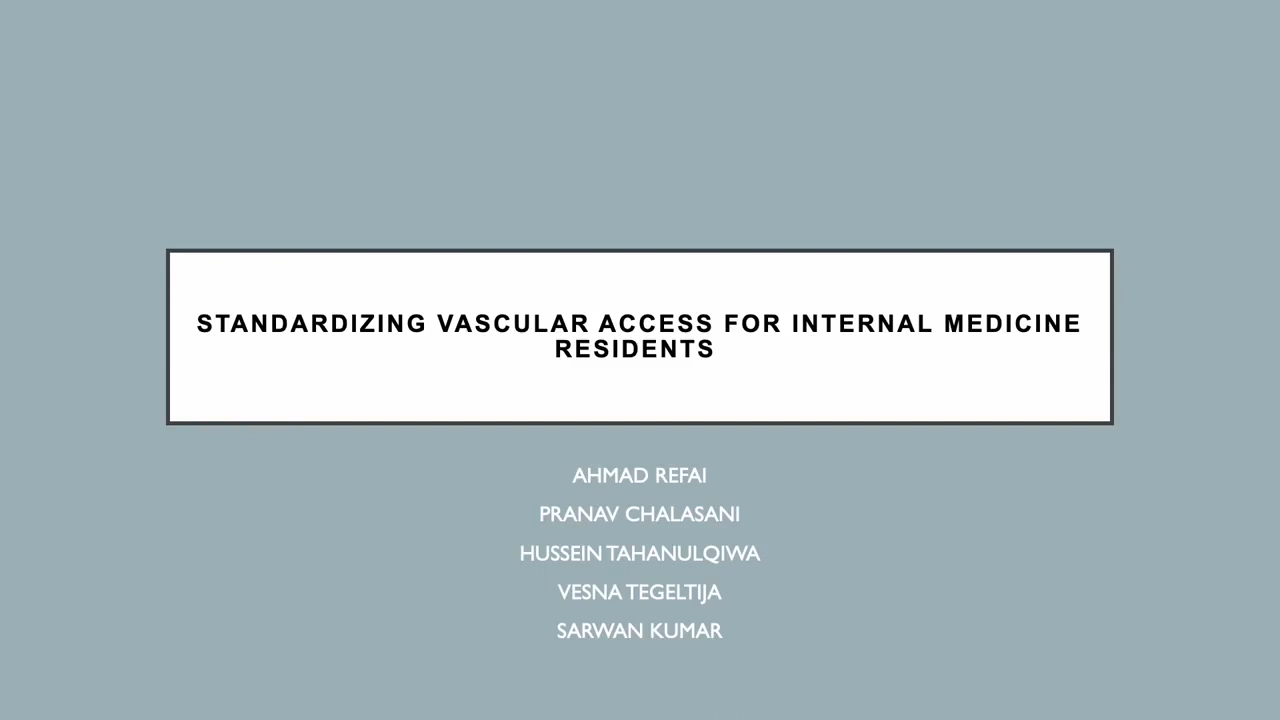 STANDARDIZING VASCULAR ACCESS FOR INTERNAL MEDICINE
RESIDENTS
AHMAD REFAI
PRANAV CHALASANI
HUSSEIN TAHANULQIWA
VESNA TEGELTIJA
SARWAN KUMAR